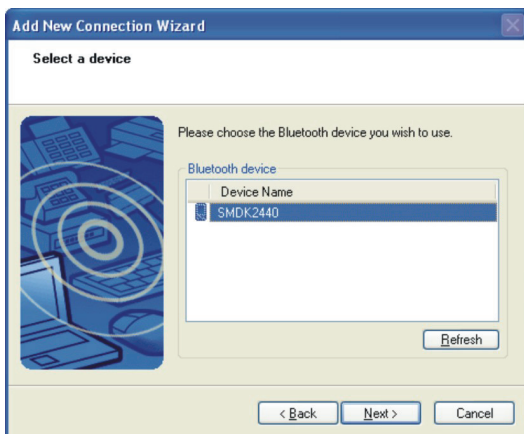 Add New Connection Wizard
Select a device
Please choose the Bluetooth device you wish to use.
Bluetooth device
Device Name
SMDK2440
Refresh
< Back
Next >
Cancel